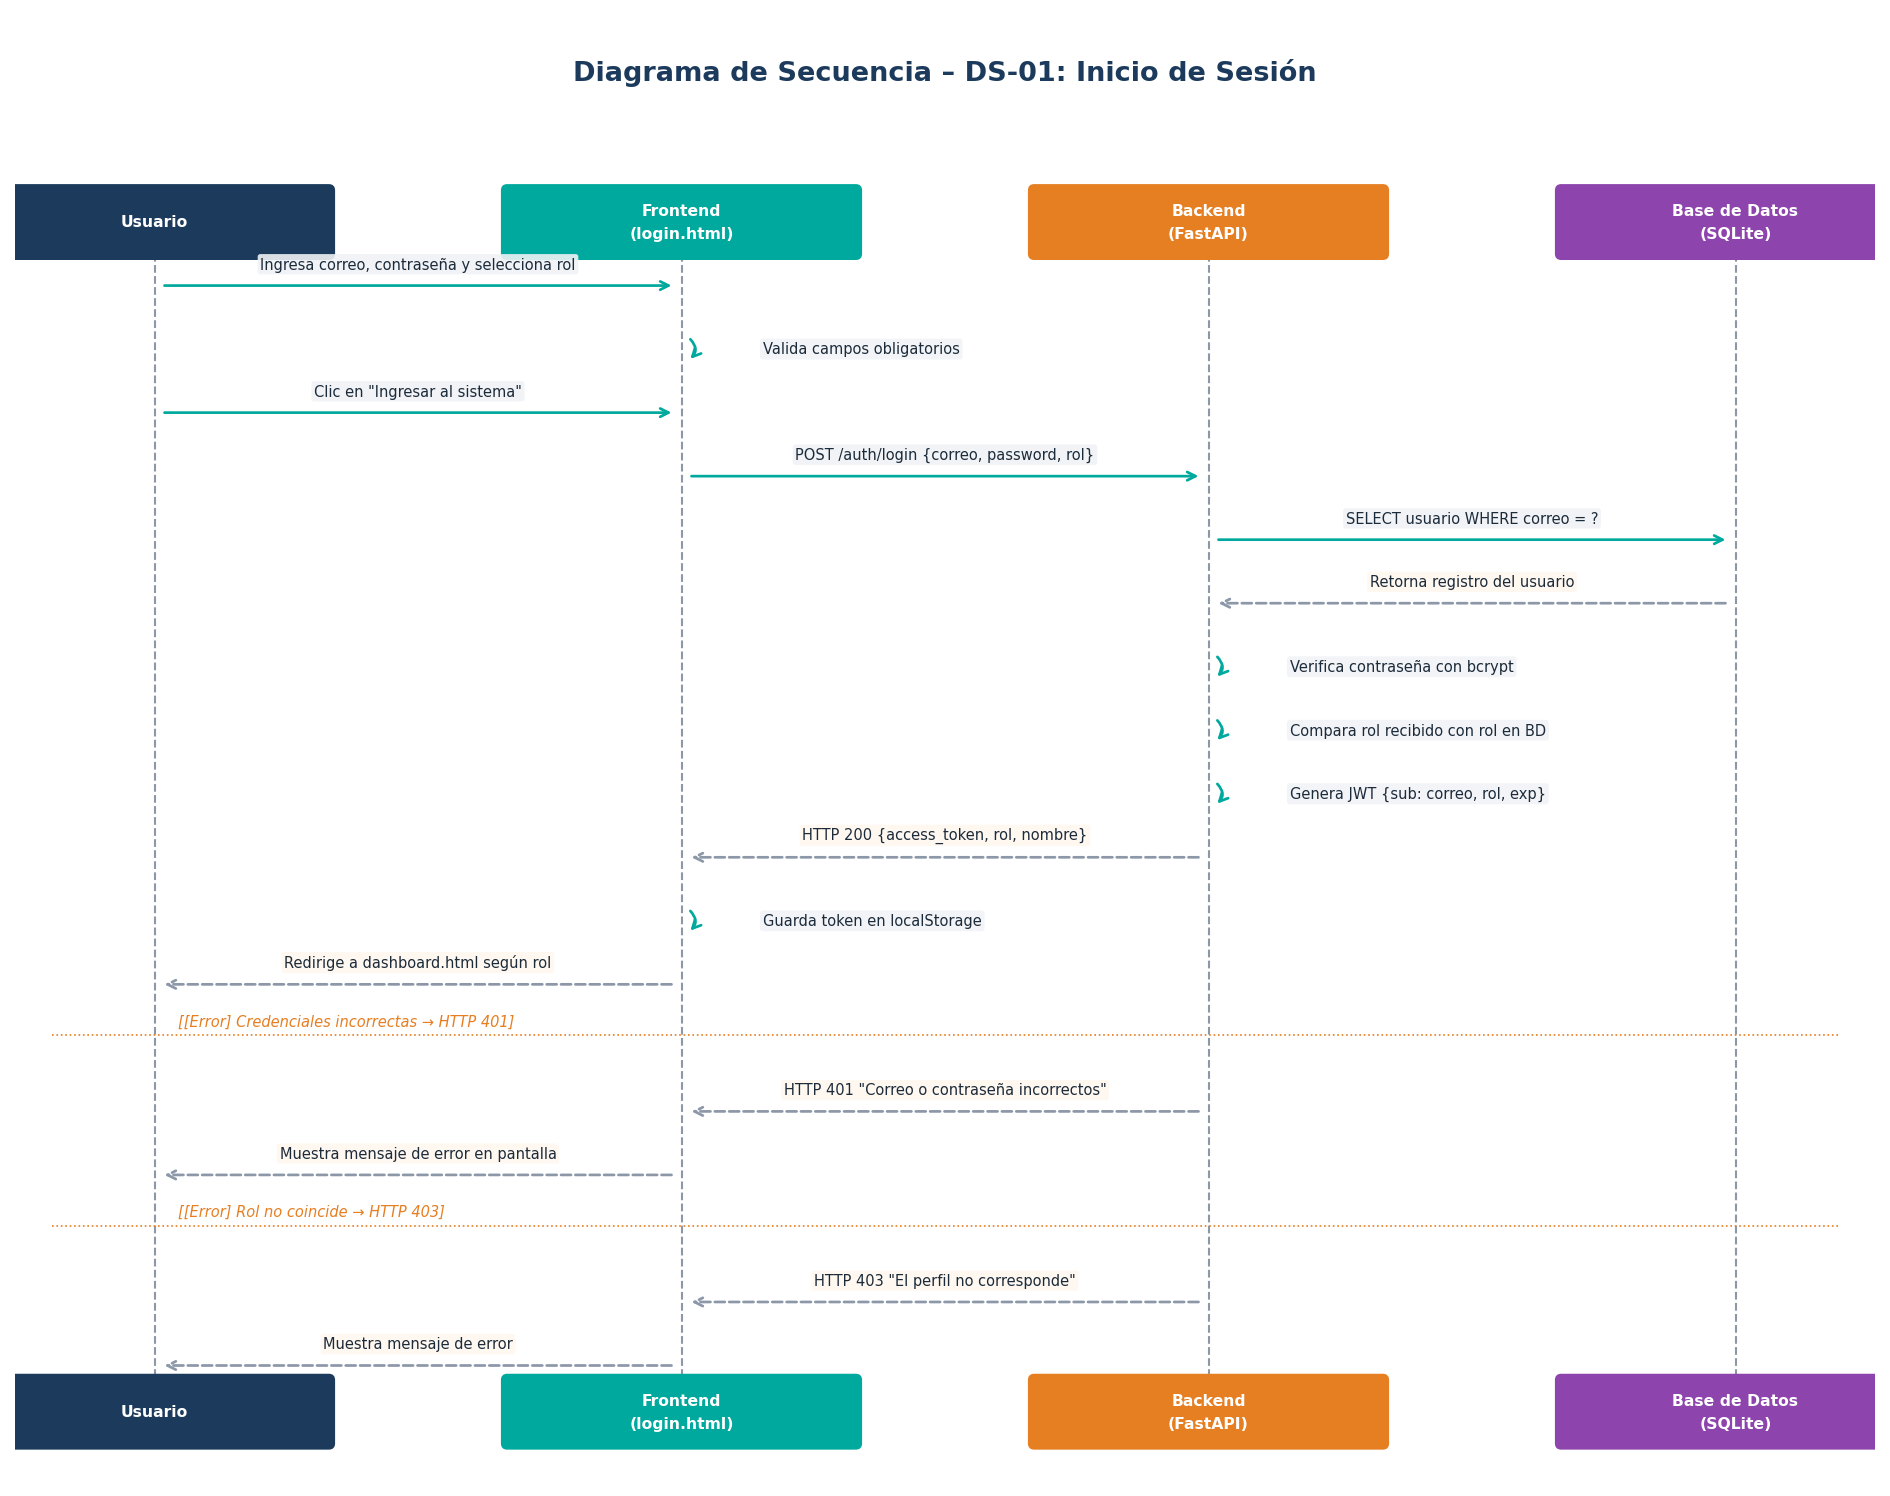 Diagrama de Secuencia – DS-01: Inicio de Sesión
Usuario
Frontend
(login.html)
Backend
(FastAPI)
Base de Datos
(SQLite)
Ingresa correo, contraseña y selecciona rol
Valida campos obligatorios
Clic en "Ingresar al sistema"
POST /auth/login {correo, password, rol}
SELECT usuario WHERE correo = ?
Retorna registro del usuario
Verifica contraseña con bcrypt
Compara rol recibido con rol en BD
Genera JWT {sub: correo, rol, exp}
HTTP 200 {access_token, rol, nombre}
Guarda token en localStorage
Redirige a dashboard.html según rol
[[Error] Credenciales incorrectas → HTTP 401]
HTTP 401 "Correo o contraseña incorrectos"
Muestra mensaje de error en pantalla
[[Error] Rol no coincide → HTTP 403]
HTTP 403 "El perfil no corresponde"
Muestra mensaje de error
Usuario
Frontend
(login.html)
Backend
(FastAPI)
Base de Datos
(SQLite)